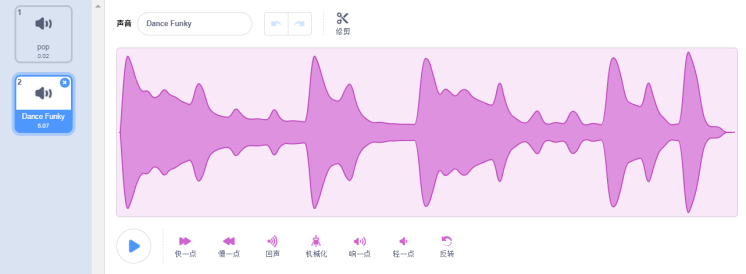 1
pop
0.02
2
Dance Funky
5.07
声音
Dance Funky
修剪
快一点
慢一点
回声
机械化
响一点
轻一点
反转